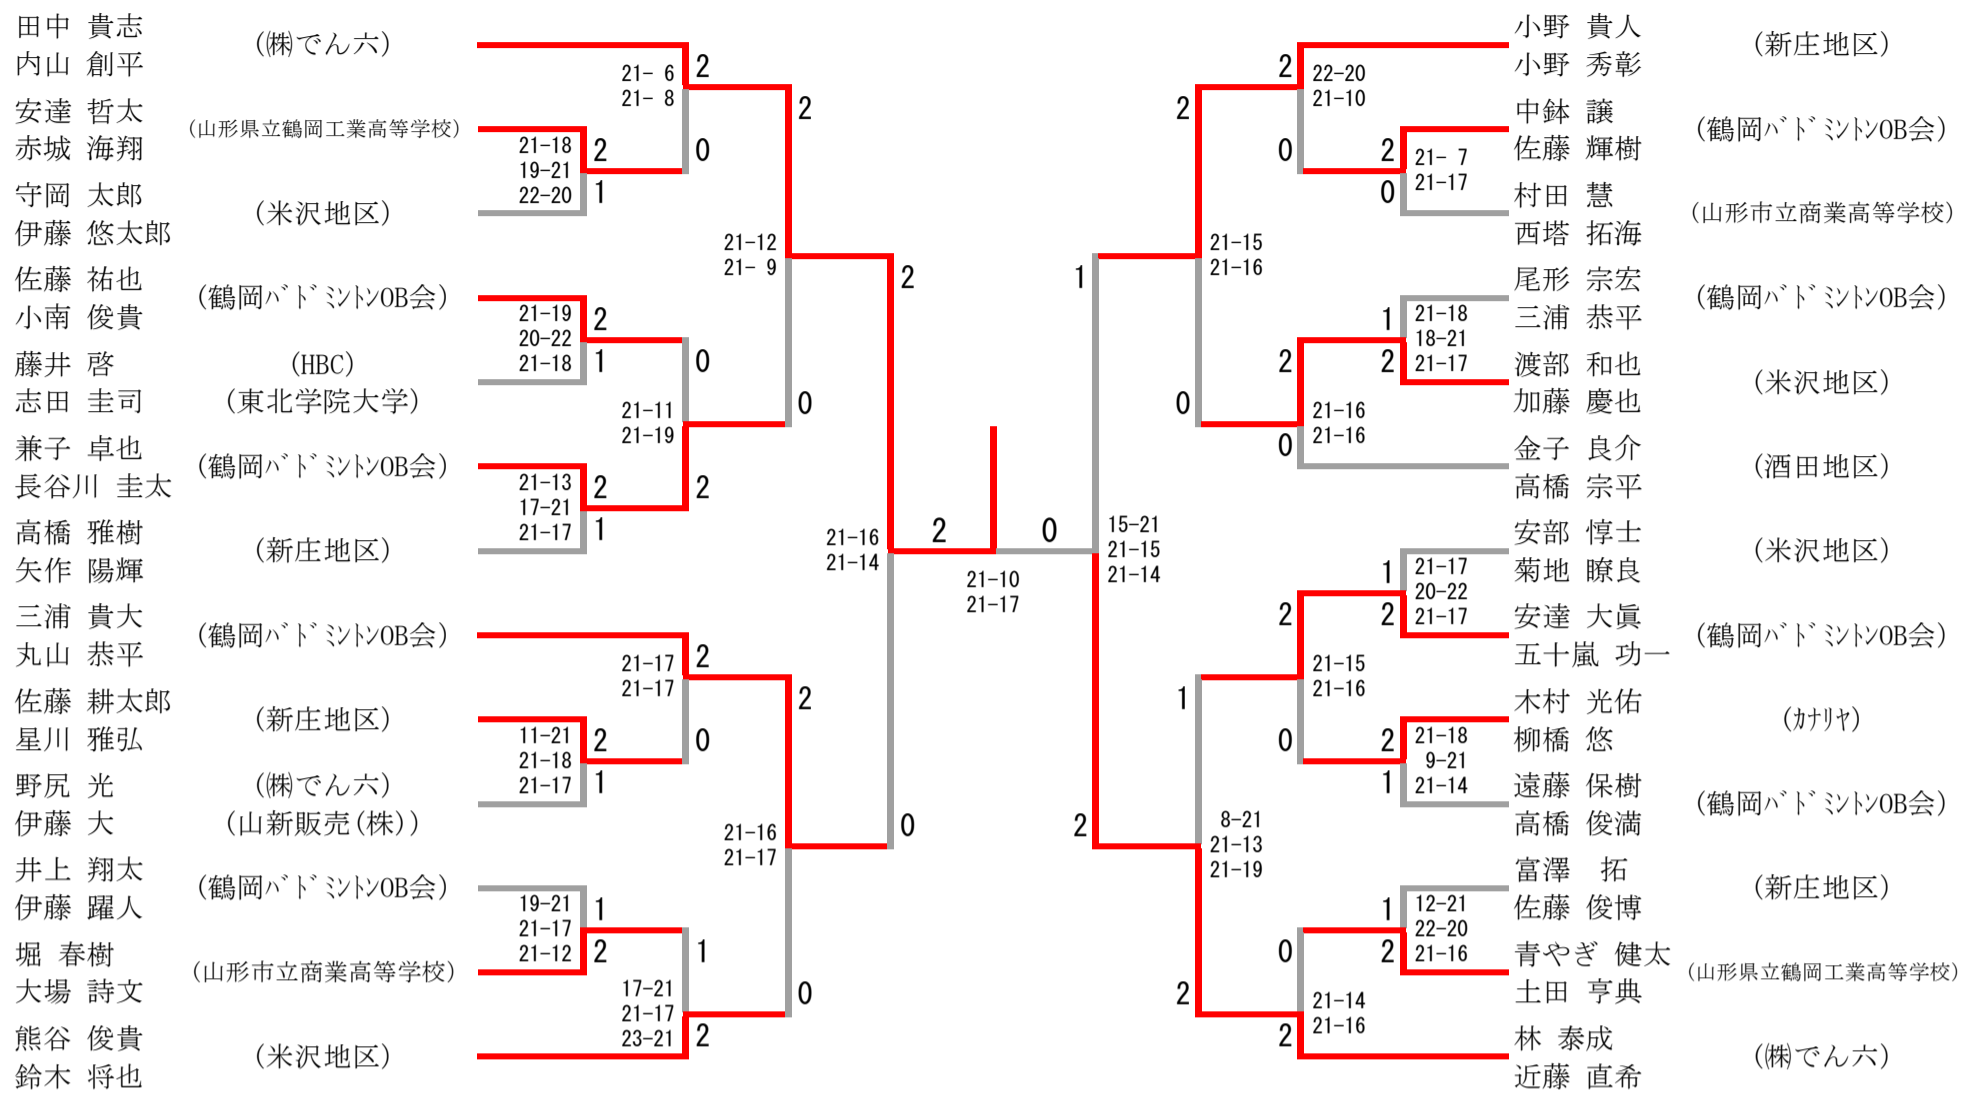 田中 貴志
内山 創平
(㈱でん六)
安達 哲太
赤城 海翔
(山形県立鶴岡工業高等学校)
守岡 太郎
伊藤 悠太郎
(米沢地区)
佐藤 祐也
小南 俊貴
(鶴岡ﾊﾞﾄﾞﾐﾝﾄﾝOB会)
藤井 啓
志田 圭司
(HBC)
(東北学院大学)
兼子 卓也
長谷川 圭太
(鶴岡ﾊﾞﾄﾞﾐﾝﾄﾝOB会)
高橋 雅樹
矢作 陽輝
(新庄地区)
三浦 貴大
丸山 恭平
(鶴岡ﾊﾞﾄﾞﾐﾝﾄﾝOB会)
佐藤 耕太郎
星川 雅弘
(新庄地区)
野尻 光
伊藤 大
(㈱でん六)
(山新販売(株))
井上 翔太
伊藤 躍人
(鶴岡ﾊﾞﾄﾞﾐﾝﾄﾝOB会)
堀 春樹
大場 詩文
(山形市立商業高等学校)
熊谷 俊貴
鈴木 将也
(米沢地区)
21-18
19-21
22-20
2
1
21-19
20-22
21-18
2
1
21-13
17-21
21-17
2
1
11-21
21-18
21-17
2
1
19-21
21-17
21-12
1
2
21- 6
21- 8
2
0
21-11
21-19
0
2
21-17
21-17
2
0
17-21
21-17
23-21
1
2
21-12
21- 9
2
0
21-16
21-17
2
0
21-16
21-14
2
0
2
0
21-10
21-17
15-21
21-15
21-14
1
2
21-15
21-16
2
0
8-21
21-13
21-19
1
2
22-20
21-10
2
0
21-16
21-16
2
0
21-15
21-16
2
0
21-14
21-16
0
2
21- 7
21-17
2
0
21-18
18-21
21-17
1
2
21-17
20-22
21-17
1
2
21-18
9-21
21-14
2
1
12-21
22-20
21-16
1
2
小野 貴人
小野 秀彰
(新庄地区)
中鉢 譲
佐藤 輝樹
(鶴岡ﾊﾞﾄﾞﾐﾝﾄﾝOB会)
村田 慧
西塔 拓海
(山形市立商業高等学校)
尾形 宗宏
三浦 恭平
(鶴岡ﾊﾞﾄﾞﾐﾝﾄﾝOB会)
渡部 和也
加藤 慶也
(米沢地区)
金子 良介
高橋 宗平
(酒田地区)
安部 惇士
菊地 瞭良
(米沢地区)
安達 大眞
五十嵐 功一
(鶴岡ﾊﾞﾄﾞﾐﾝﾄﾝOB会)
木村 光佑
柳橋 悠
(ｶﾅﾘﾔ)
遠藤 保樹
高橋 俊満
(鶴岡ﾊﾞﾄﾞﾐﾝﾄﾝOB会)
富澤　拓
佐藤 俊博
(新庄地区)
青やぎ 健太
土田 亨典
(山形県立鶴岡工業高等学校)
林 泰成
近藤 直希
(㈱でん六)